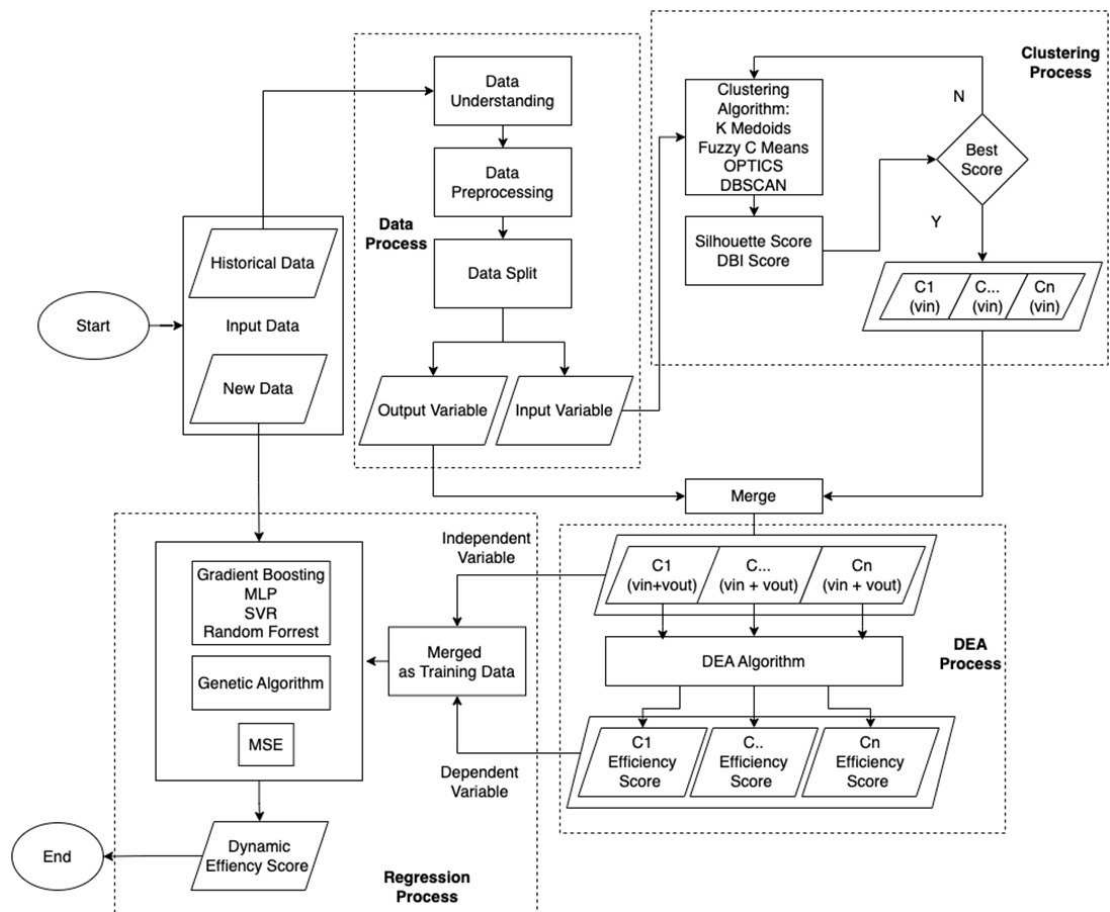 Data
Understanding
Data
Preprocessing
Data
Process
Data Split
Output Variable
Input Variable
Clustering
Process
Clustering
Algorithm:
K Medoids
Fuzzy C Means
OPTICS
DBSCAN
Silhouette Score
DBI Score
N
Best
Score
Y
C1
(vin)
C...
(vin)
Cn
(vin)
Start
Historical Data
Input Data
New Data
Merge
Independent
Variable
C1
(vin+vout)
C...
(vin + vout)
Cn
(vin + vout)
DEA Algorithm
DEA
Process
C1
Efficiency
Score
C..
Efficiency
Score
Cn
Efficiency
Score
Merged
as Training Data
Dependent
Variable
Gradient Boosting
MLP
SVR
Random Forrest
Genetic Algorithm
MSE
Dynamic
Effiency Score
Regression
Process
End